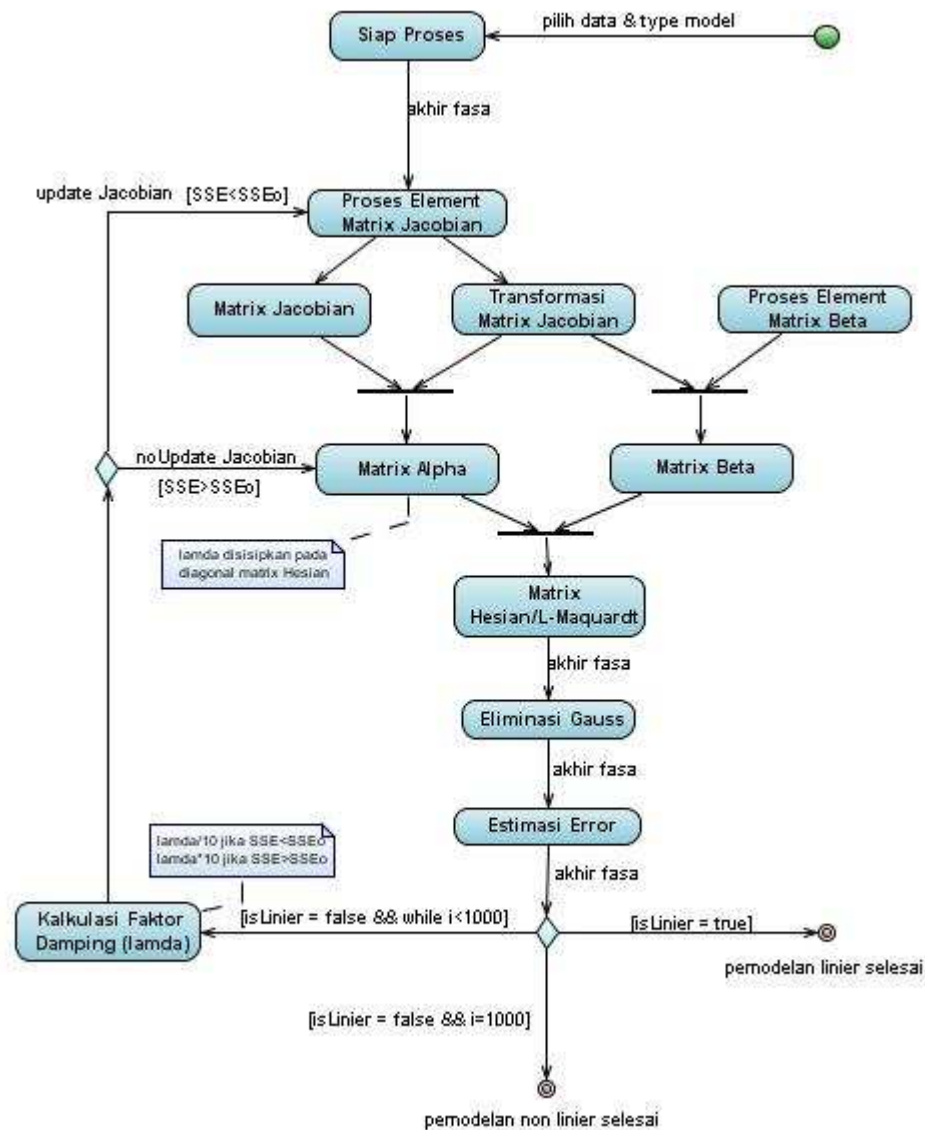 pilih data & type model
Siap Proses
akhir fasa
update Jacobian [SSE<SSEo]
Proses Element
Matrix Jacobian
Matrix Jacobian
Transformasi
Matrix Jacobian
Proses Element
Matrix Beta
noUpdate Jacobian
[SSE>SSEo]
Matrix Alpha
Matrix Beta
lamda disisipkan pada
diagonal matrix Hesian
Matrix
Hesian/L-Maquardt
akhir fasa
Eliminasi Gauss
akhir fasa
Estimasi Error
akhir fasa
lamda/10 jika SSE<SSEo
lamda*10 jika SSE>SSEo
Kalkulasi Faktor
Damping (lamda)
[isLinier = false && while i<1000]
[isLinier = true]
pemodelan linier selesai
[isLinier = false && i=1000]
pemodelan non linier selesai